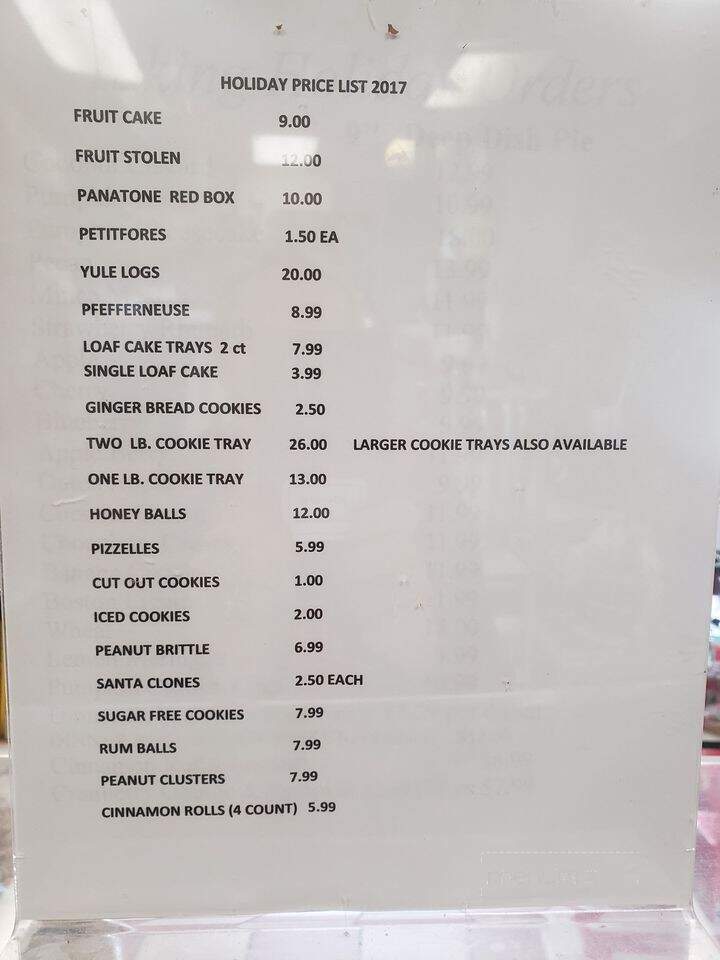 HOLIDAY PRICE LIST 2017
FRUIT CAKE 9.00
FRUIT STOLEN 12.00
PANATONE RED BOX 10.00
PETITFORES 1.50 EA
YULE LOGS 20.00
PFEFFERNEUSE 8.99
LOAF CAKE TRAYS 2 ct 7.99
SINGLE LOAF CAKE 3.99
GINGER BREAD COOKIES 2.50
TWO LB. COOKIE TRAY 26.00 LARGER COOKIE TRAYS ALSO AVAILABLE
ONE LB. COOKIE TRAY 13.00
HONEY BALLS 12.00
PIZZELLES 5.99
CUT OUT COOKIES 1.00
ICED COOKIES 2.00
PEANUT BRITTLE 6.99
SANTA CLONES 2.50 EACH
SUGAR FREE COOKIES 7.99
RUM BALLS 7.99
PEANUT CLUSTERS 7.99
CINNAMON ROLLS (4 COUNT) 5.99